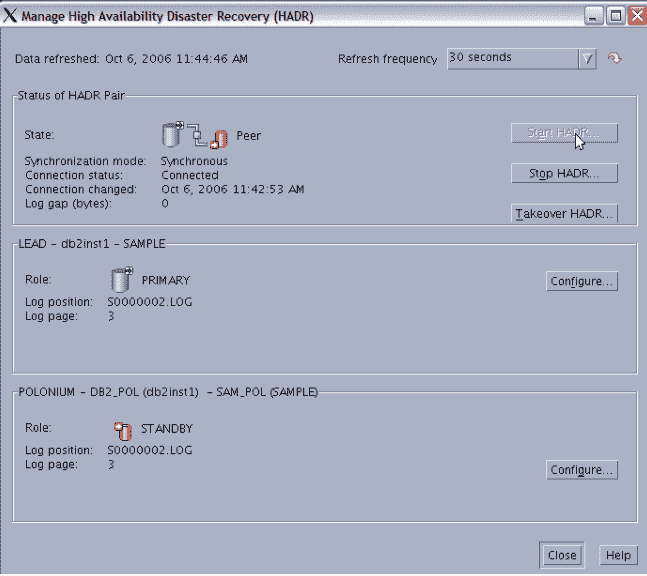 Manage High Availability Disaster Recovery (HADR)
Data refreshed: Oct 6, 2006 11:44:46 AM
Refresh frequency 30 seconds
Status of HADR Pair
State: Peer
Start HADR...
Synchronization mode: Synchronous
Connection status: Connected
Stop HADR...
Connection changed: Oct 6, 2006 11:42:53 AM
Log gap (bytes): 0
Takeover HADR...
LEAD - db2inst1 - SAMPLE
Role: PRIMARY
Configure...
Log position: S0000002.LOG
Log page: 3
POLONIUM - DB2_POL (db2inst1) - SAM_POL (SAMPLE)
Role: STANDBY
Log position: S0000002.LOG
Log page: 3
Configure...
Close Help